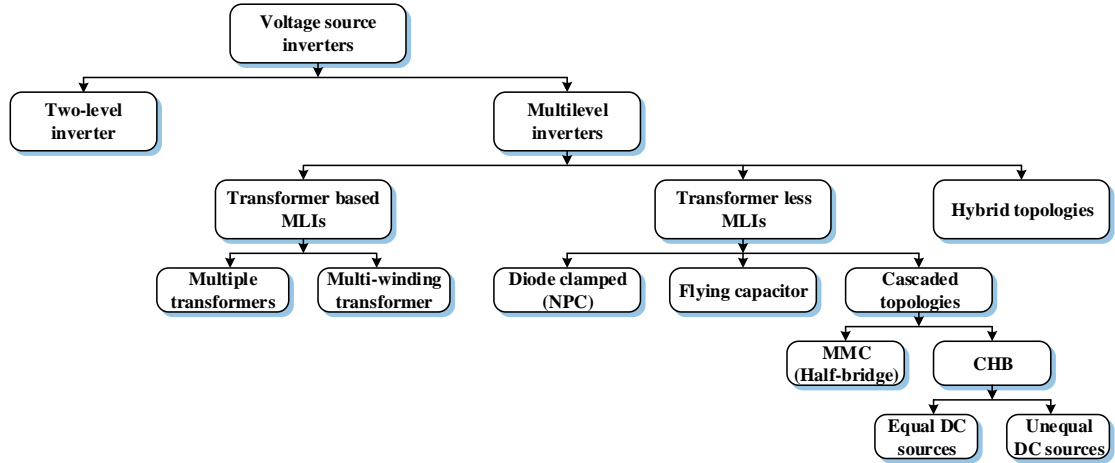 Voltage source
inverters
Two-level
inverter
Multilevel
inverters
Transformer based
MLIs
Transformer less
MLIs
Hybrid topologies
Multiple
transformers
Multi-winding
transformer
Diode clamped
(NPC)
Flying capacitor
Cascaded
topologies
MMC
(Half-bridge)
CHB
Equal DC
sources
Unequal
DC sources